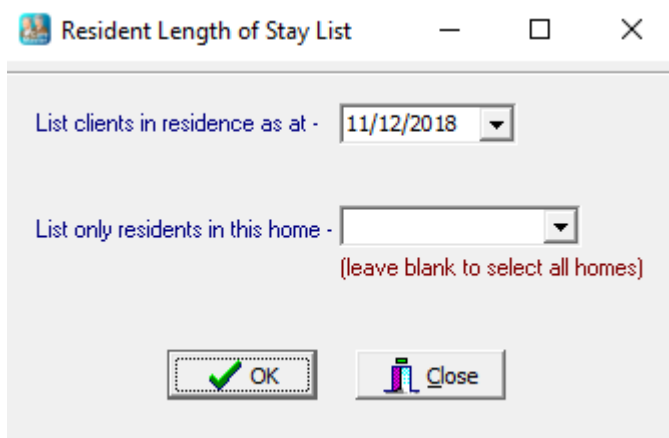 Resident Length of Stay List
List clients in residence as at - 11/12/2018
List only residents in this home -
(leave blank to select all homes)
OK Close